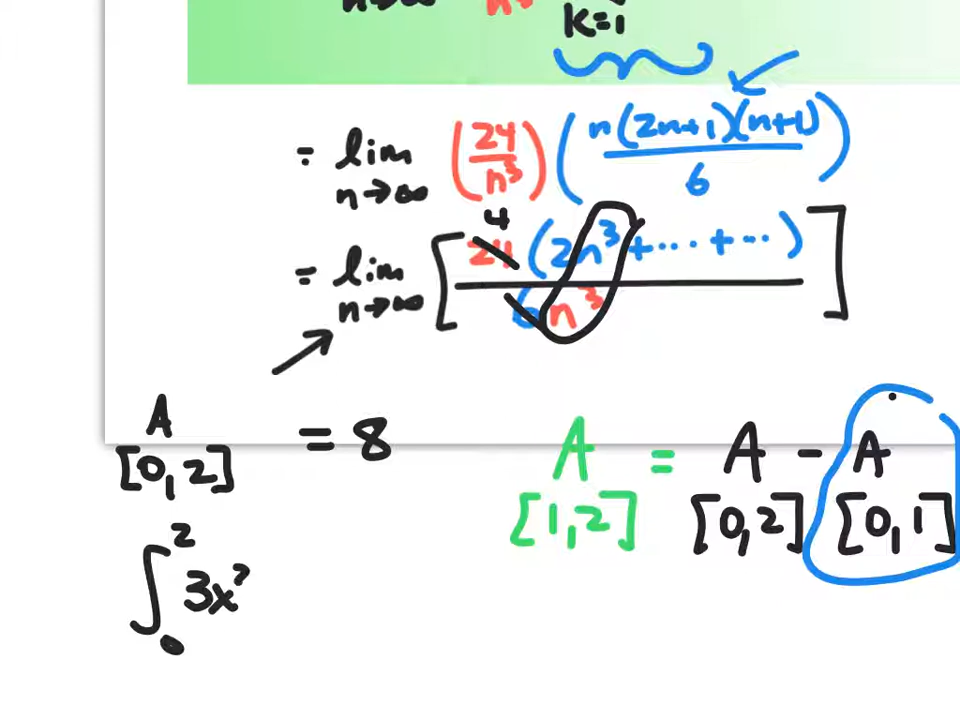 n→∞ n³ k=1
= lim n→∞ (24/n³) (n(2n+1)(n+1)/6)
= lim n→∞ [24 4 (2n³+⋯+⋯)/6n³]
A [0,2] = 8
A [1,2] = A [0,2] - A [0,1]
∫₀² 3x²